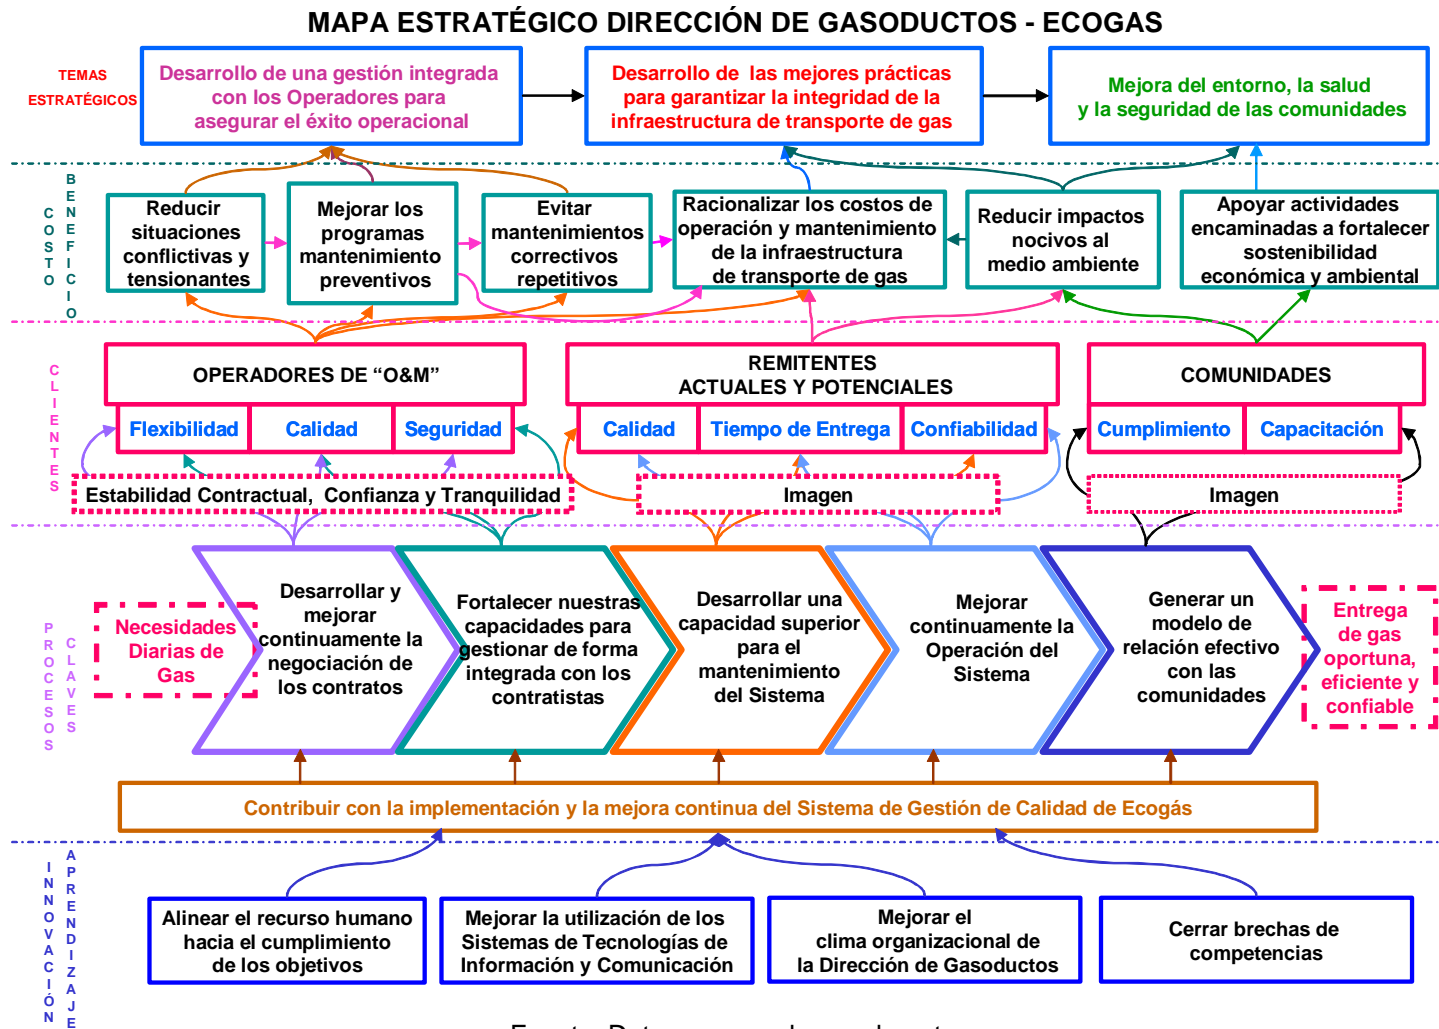 MAPA ESTRATÉGICO DIRECCIÓN DE GASODUCTOS - ECOGAS
TEMAS
ESTRATÉGICOS
Desarrollo de una gestión integrada
con los Operadores para
asegurar el éxito operacional
Desarrollo de las mejores prácticas
para garantizar la integridad de la
infraestructura de transporte de gas
Mejora del entorno, la salud
y la seguridad de las comunidades
COSTO
BENEFICIO
Reducir
situaciones
conflictivas y
tensionantes
Mejorar los
programas
mantenimiento
preventivos
Evitar
mantenimientos
correctivos
repetitivos
Racionalizar los costos de
operación y mantenimiento
de la infraestructura
de transporte de gas
Reducir impactos
nocivos al
medio ambiente
Apoyar actividades
encaminadas a fortalecer
sostenibilidad
económica y ambiental
CLIENTES
OPERADORES DE “O&M”
Flexibilidad
Calidad
Seguridad
REMITENTES
ACTUALES Y POTENCIALES
Calidad
Tiempo de Entrega
Confiabilidad
COMUNIDADES
Cumplimiento
Capacitación
Estabilidad Contractual, Confianza y Tranquilidad
Imagen
Imagen
PROCESOS
CLAVES
Necesidades
Diarias de
Gas
Desarrollar y
mejorar
continuamente la
negociación de
los contratos
Fortalecer nuestras
capacidades para
gestionar de forma
integrada con los
contratistas
Desarrollar una
capacidad superior
para el
mantenimiento
del Sistema
Mejorar
continuamente la
Operación del
Sistema
Generar un
modelo de
relación efectivo
con las
comunidades
Entrega
de gas
oportuna,
eficiente y
confiable
Contribuir con la implementación y la mejora continua del Sistema de Gestión de Calidad de Ecogás
INNOVACIÓN
APRENDIZAJE
Alinear el recurso humano
hacia el cumplimiento
de los objetivos
Mejorar la utilización de los
Sistemas de Tecnologías de
Información y Comunicación
Mejorar el
clima organizacional de
la Dirección de Gasoductos
Cerrar brechas de
competencias